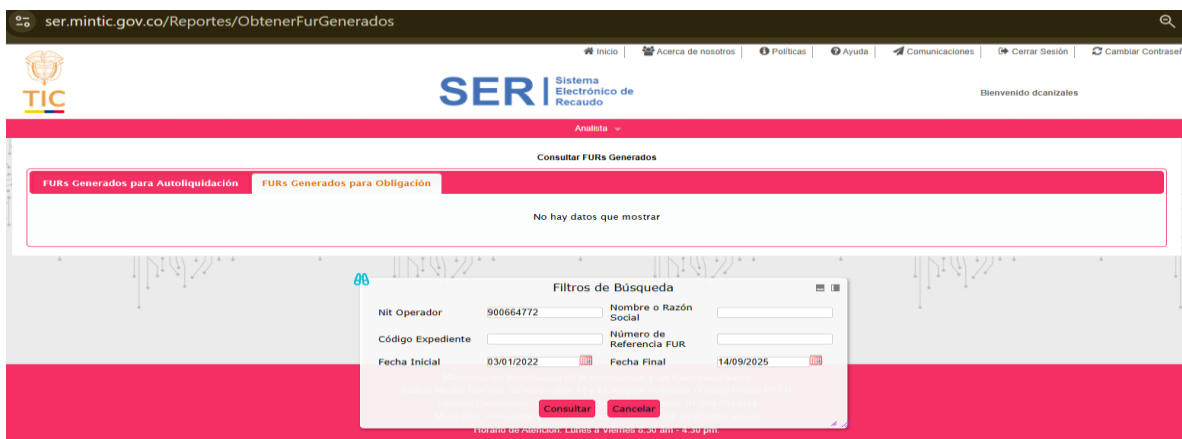 ser.mintic.gov.co/Reportes/ObtenerFurGenerados
Inicio | Acerca de nosotros | Políticas | Ayuda | Comunicaciones | Cerrar Sesión | Cambiar Contraseñ
TIC
SER | Sistema
Electrónico de
Recaudo
Bienvenido dcanizales
Analista
Consultar FURs Generados
FURs Generados para Autoliquidación FURs Generados para Obligación
No hay datos que mostrar
Filtros de Búsqueda
Nit Operador 900664772 Nombre o Razón
Social
Código Expediente Número de
Referencia FUR
Fecha Inicial 03/01/2022 Fecha Final 14/09/2025
Consultar Cancelar
Horario de Atención: Lunes a Viernes 8:30 am - 4:30 pm.